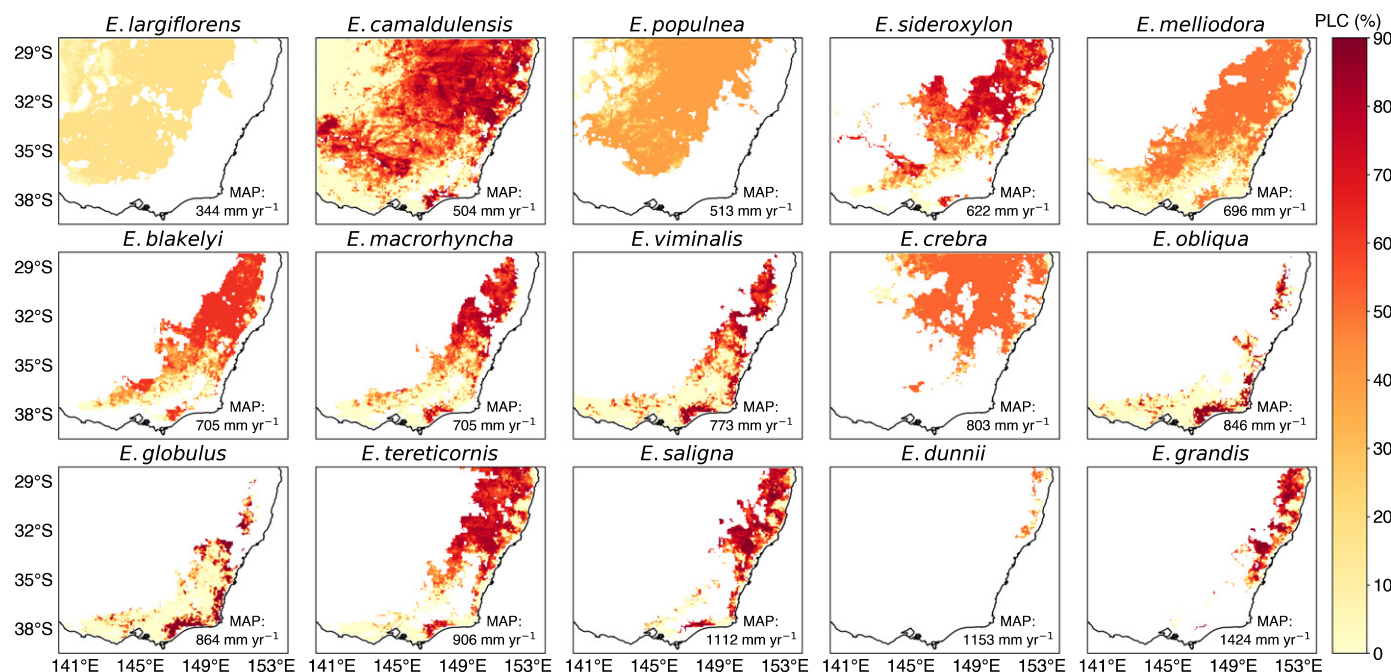 E. largiflorens E. camaldulensis E. populnea E. sideroxylon E. melliodora PLC (%)
29°S 90
32°S 80
35°S 70
38°S
MAP: MAP: MAP: MAP: MAP:
344 mm yr⁻¹ 504 mm yr⁻¹ 513 mm yr⁻¹ 622 mm yr⁻¹ 696 mm yr⁻¹
E. blakelyi E. macrorhyncha E. viminalis E. crebra E. obliqua
60
29°S
32°S 50
35°S 40
38°S
MAP: MAP: MAP: MAP: MAP:
705 mm yr⁻¹ 705 mm yr⁻¹ 773 mm yr⁻¹ 803 mm yr⁻¹ 846 mm yr⁻¹
E. globulus E. tereticornis E. saligna E. dunnii E. grandis
30
29°S
32°S 20
35°S 10
38°S
MAP: MAP: MAP: MAP: MAP:
864 mm yr⁻¹ 906 mm yr⁻¹ 1112 mm yr⁻¹ 1153 mm yr⁻¹ 1424 mm yr⁻¹
0
141°E 145°E 149°E 153°E 141°E 145°E 149°E 153°E 141°E 145°E 149°E 153°E 141°E 145°E 149°E 153°E 141°E 145°E 149°E 153°E